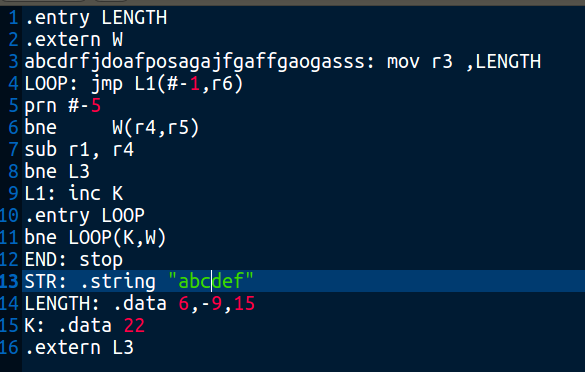 1 .entry LENGTH
2 .extern W
3 abcdrfjdoafposagajfgaffgaogasss: mov r3 ,LENGTH
4 LOOP: jmp L1(#-1,r6)
5 prn #-5
6 bne     W(r4,r5)
7 sub r1, r4
8 bne L3
9 L1: inc K
10 .entry LOOP
11 bne LOOP(K,W)
12 END: stop
13 STR: .string "abcdef"
14 LENGTH: .data 6,-9,15
15 K: .data 22
16 .extern L3